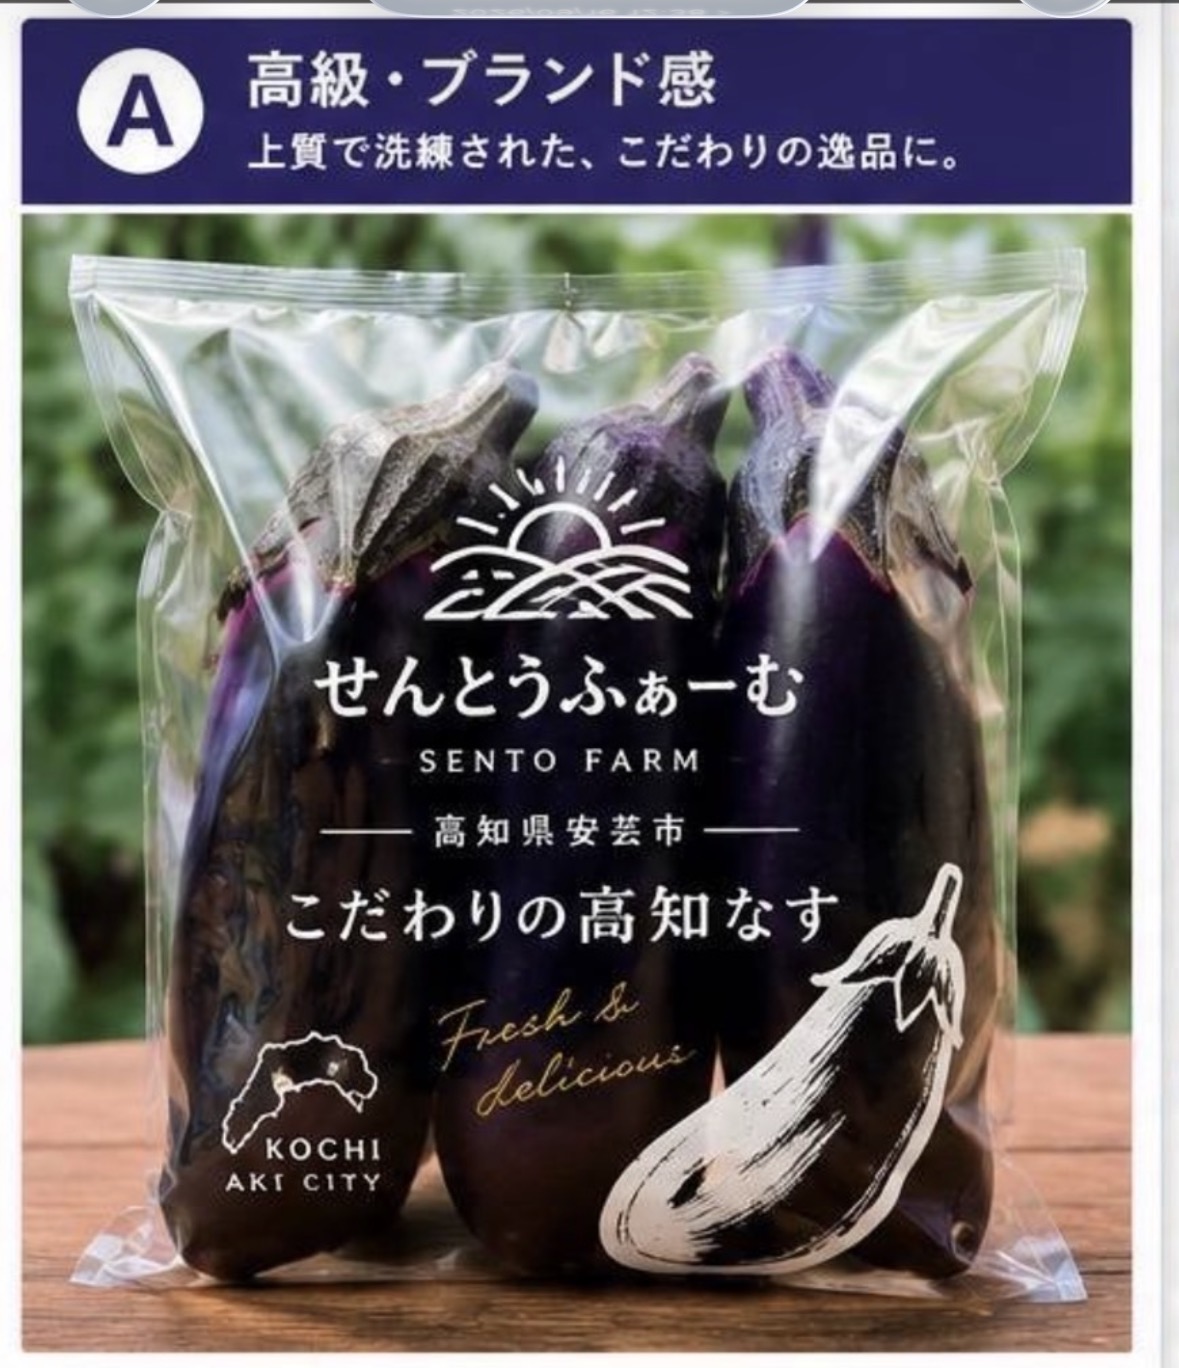 A
高級・ブランド感
上質で洗練された、こだわりの逸品に。
せんとうふぁーむ
SENTO FARM
高知県安芸市
こだわりの高知なす
Fresh &
delicious
KOCHI
AKI CITY